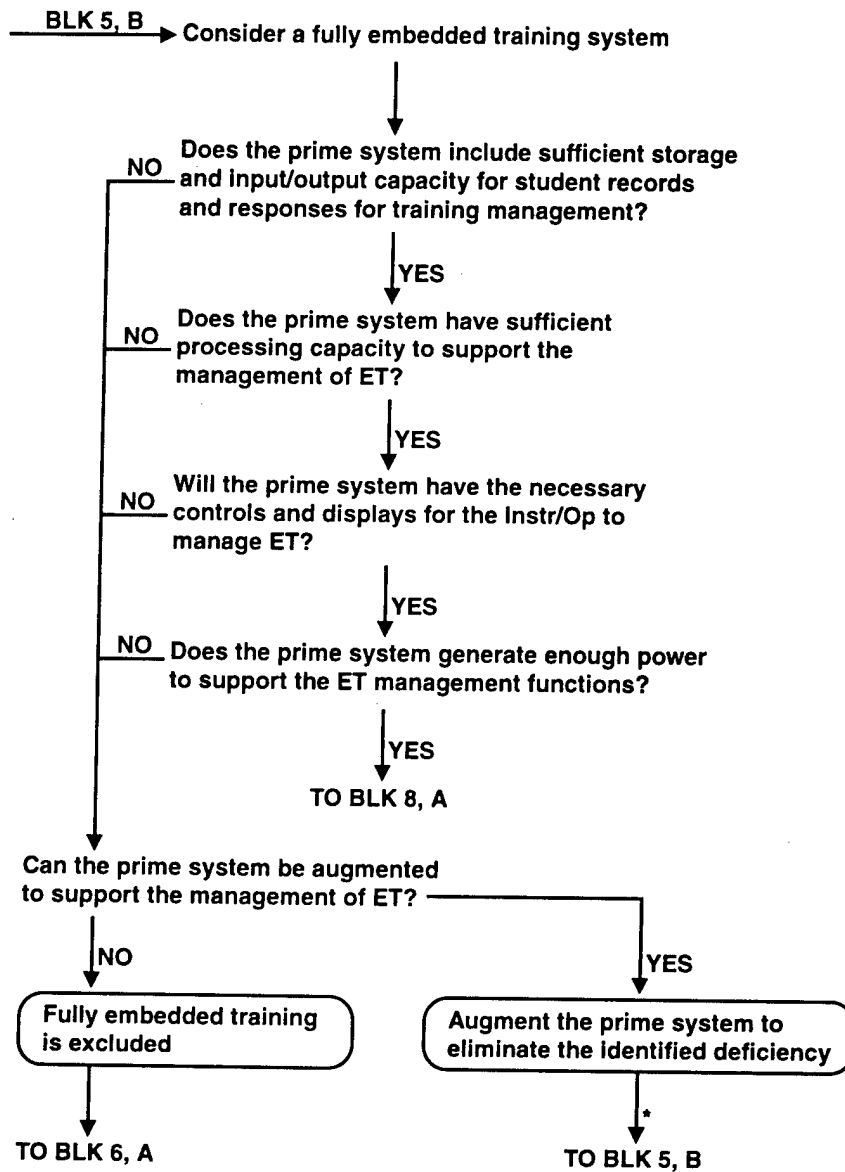 BLK 5, B
Consider a fully embedded training system
NO
Does the prime system include sufficient storage
and input/output capacity for student records
and responses for training management?
YES
NO
Does the prime system have sufficient
processing capacity to support the
management of ET?
YES
NO
Will the prime system have the necessary
controls and displays for the Instr/Op to
manage ET?
YES
NO
Does the prime system generate enough power
to support the ET management functions?
YES
TO BLK 8, A
Can the prime system be augmented
to support the management of ET?
NO
YES
Fully embedded training
is excluded
Augment the prime system to
eliminate the identified deficiency
*
TO BLK 6, A
TO BLK 5, B